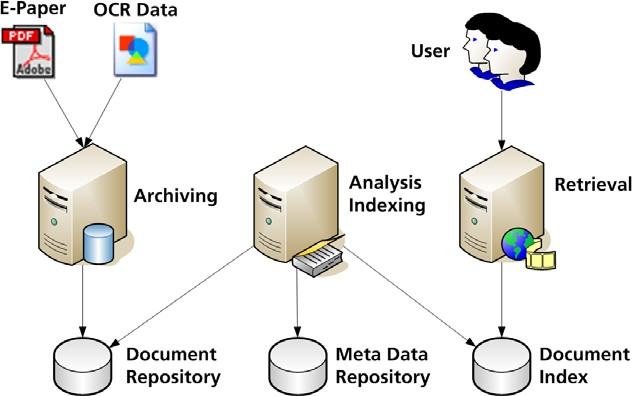 E-Paper
OCR Data
PDF
Adobe
User
Archiving
Analysis
Indexing
Retrieval
Document
Repository
Meta Data
Repository
Document
Index